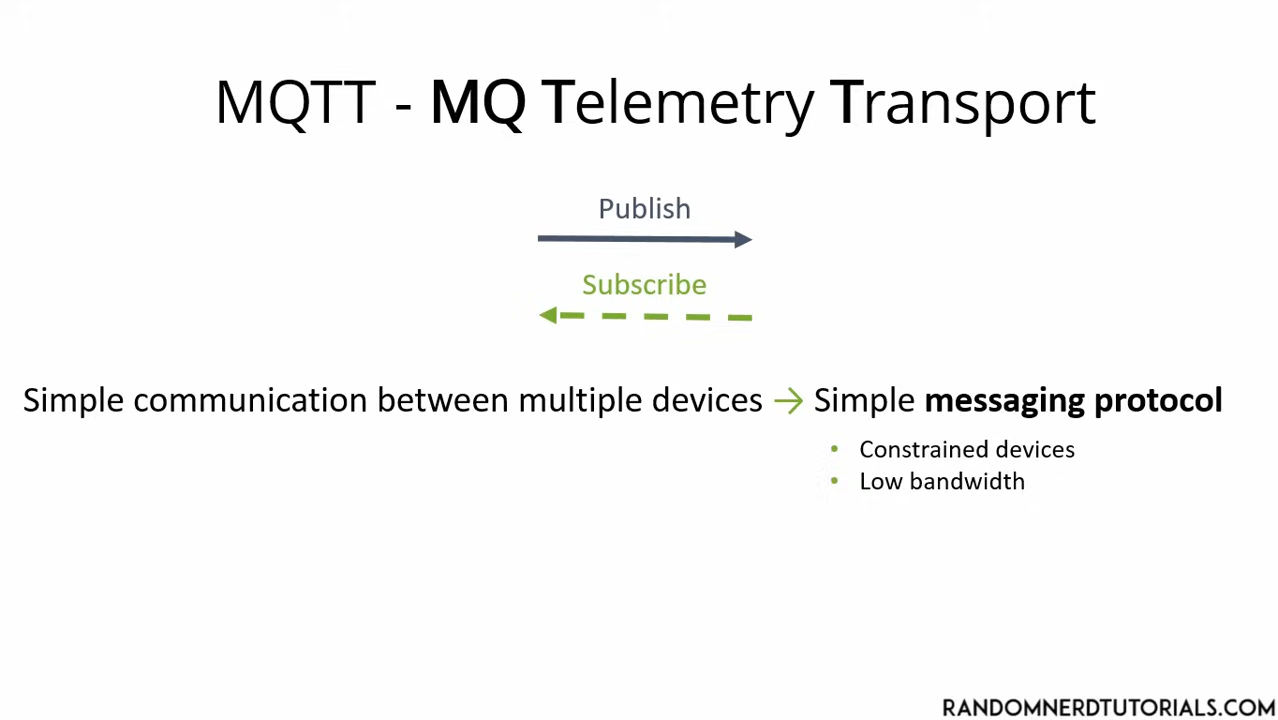 MQTT - MQ Telemetry Transport
Publish
Subscribe
Simple communication between multiple devices → Simple messaging protocol
• Constrained devices
• Low bandwidth
RANDOMNERDTUTORIALS.COM